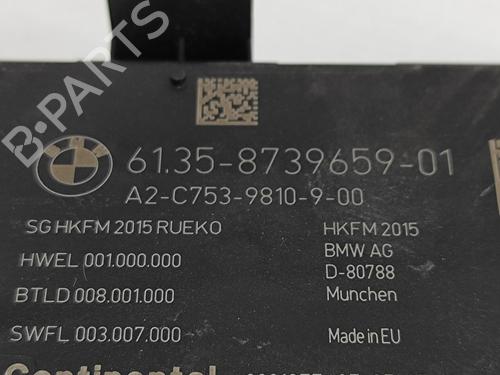 B-PARTS
BMW
61.35-8739659-01
A2-C753-9810-9-00
SG HKFM 2015 RUEKO
HWEL 001.000.000
BTLD 008.001.000
SWFL 003.007.000
HKFM 2015
BMW AG
D-80788
Munchen
Made in EU
Continental